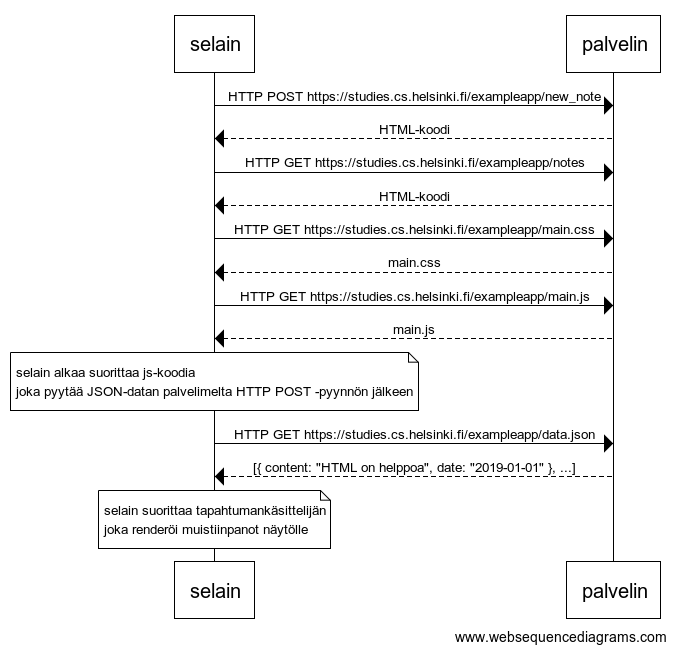 selain palvelin
HTTP POST https://studies.cs.helsinki.fi/exampleapp/new_note
HTML-koodi
HTTP GET https://studies.cs.helsinki.fi/exampleapp/notes
HTML-koodi
HTTP GET https://studies.cs.helsinki.fi/exampleapp/main.css
main.css
HTTP GET https://studies.cs.helsinki.fi/exampleapp/main.js
main.js
selain alkaa suorittaa js-koodia
joka pyytää JSON-datan palvelimelta HTTP POST -pyynnön jälkeen
HTTP GET https://studies.cs.helsinki.fi/exampleapp/data.json
[{ content: "HTML on helppoa", date: "2019-01-01" }, ...]
selain suorittaa tapahtumankäsittelijän
joka renderöi muistiinpanot näytölle
selain palvelin
www.websequencediagrams.com